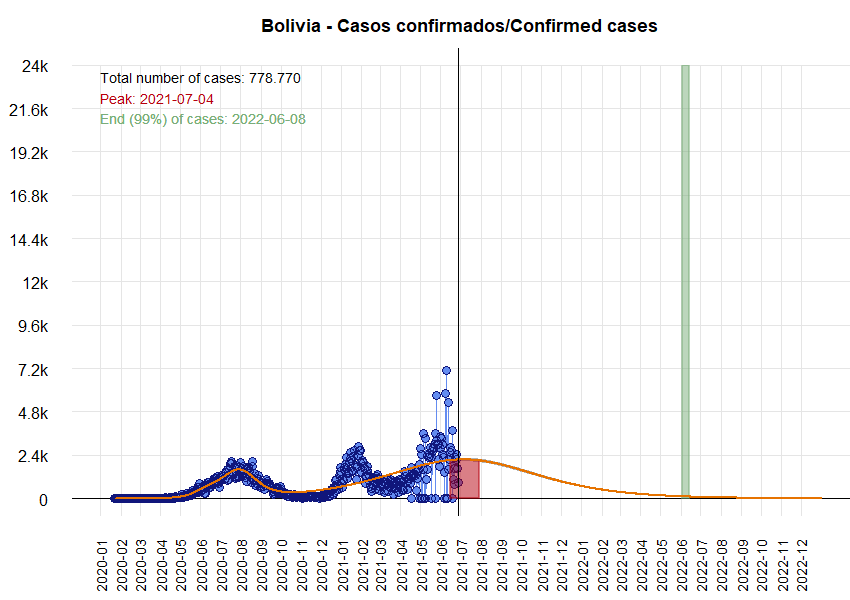 Bolivia - Casos confirmados/Confirmed cases
24k
21.6k
19.2k
16.8k
14.4k
12k
9.6k
7.2k
4.8k
2.4k
0
Total number of cases: 778.770
Peak: 2021-07-04
End (99%) of cases: 2022-06-08
2020-01
2020-02
2020-03
2020-04
2020-05
2020-06
2020-07
2020-08
2020-09
2020-10
2020-11
2020-12
2021-01
2021-02
2021-03
2021-04
2021-05
2021-06
2021-07
2021-08
2021-09
2021-10
2021-11
2021-12
2022-01
2022-02
2022-03
2022-04
2022-05
2022-06
2022-07
2022-08
2022-09
2022-10
2022-11
2022-12